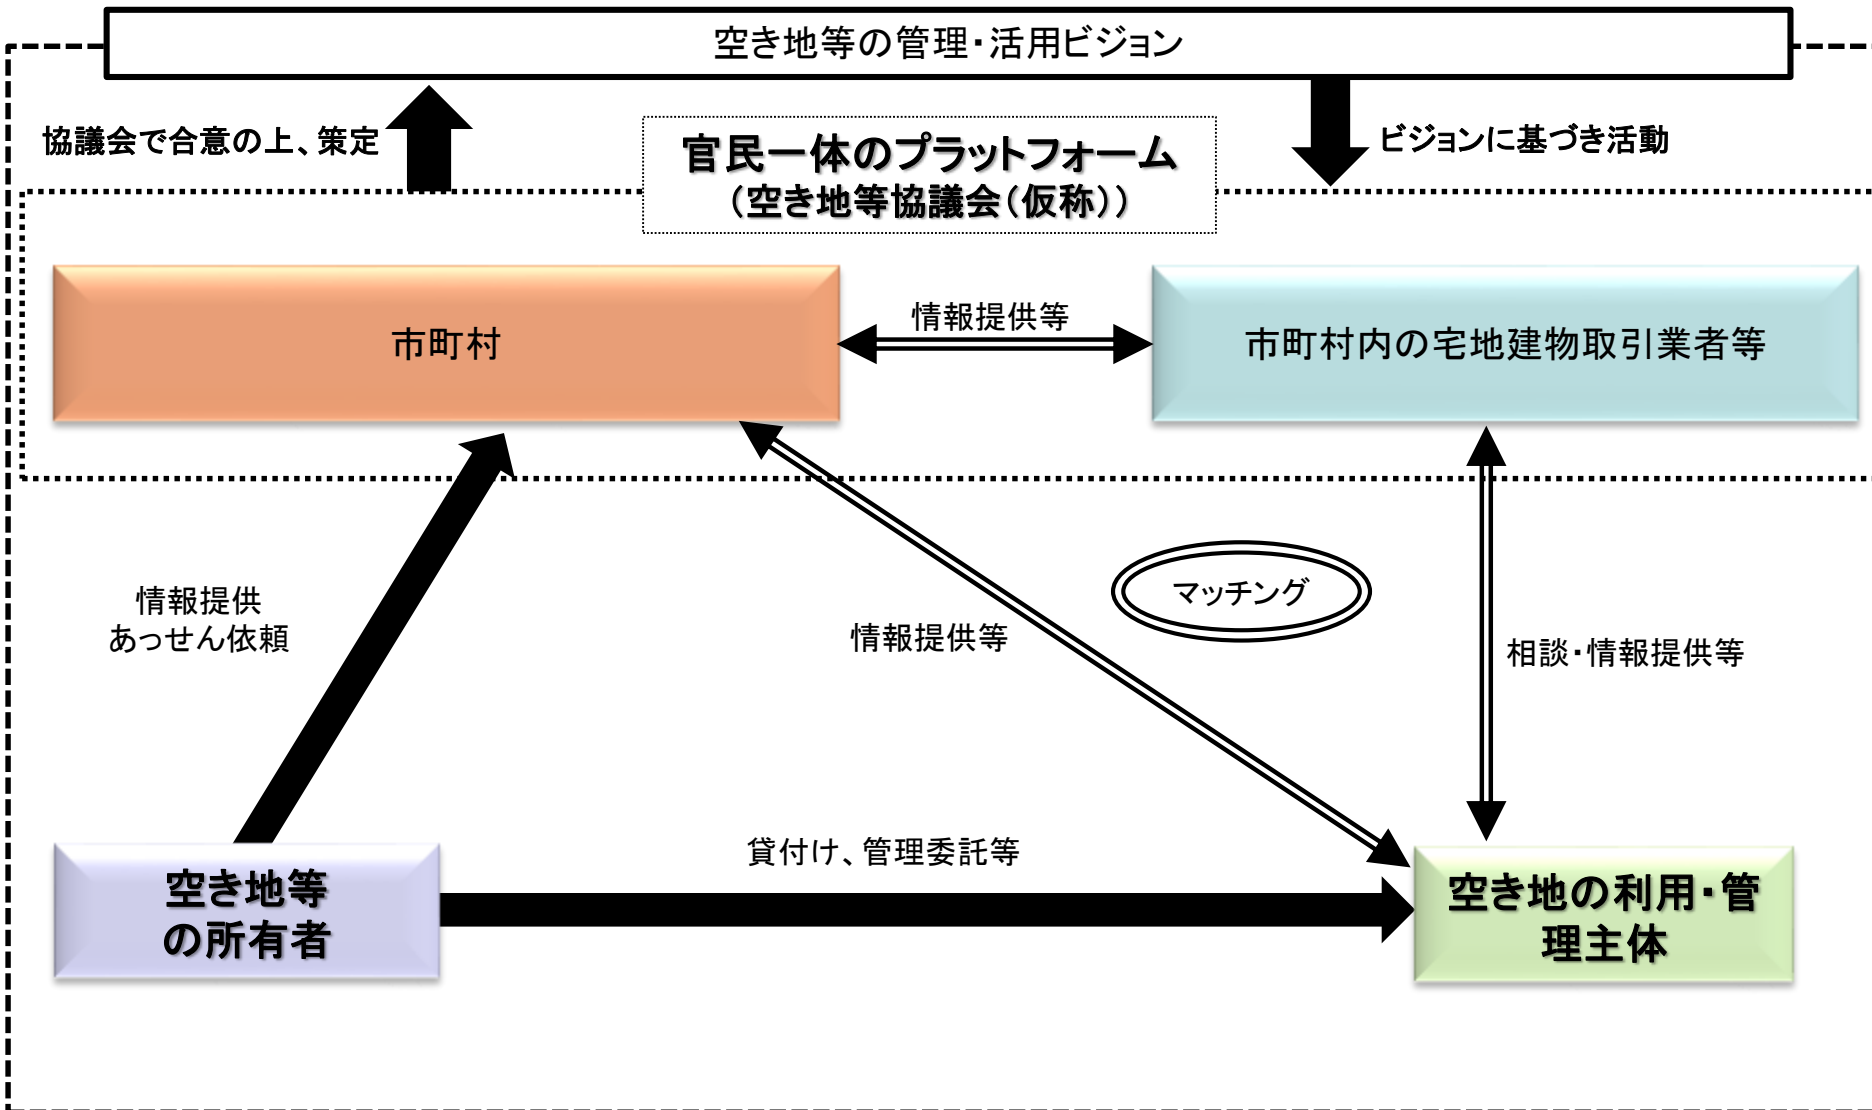 空き地等の管理・活用ビジョン
協議会で合意の上、策定
官民一体のプラットフォーム
（空き地等協議会（仮称））
ビジョンに基づき活動
市町村
情報提供等
市町村内の宅地建物取引業者等
情報提供
あっせん依頼
情報提供等
マッチング
相談・情報提供等
空き地等
の所有者
貸付け、管理委託等
空き地の利用・管
理主体